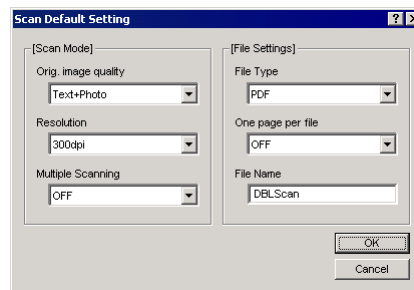 Scan Default Setting
[Scan Mode]
Orig. image quality
Text+Photo
Resolution
300dpi
Multiple Scanning
OFF
[File Settings]
File Type
PDF
One page per file
OFF
File Name
DBLScan
OK
Cancel